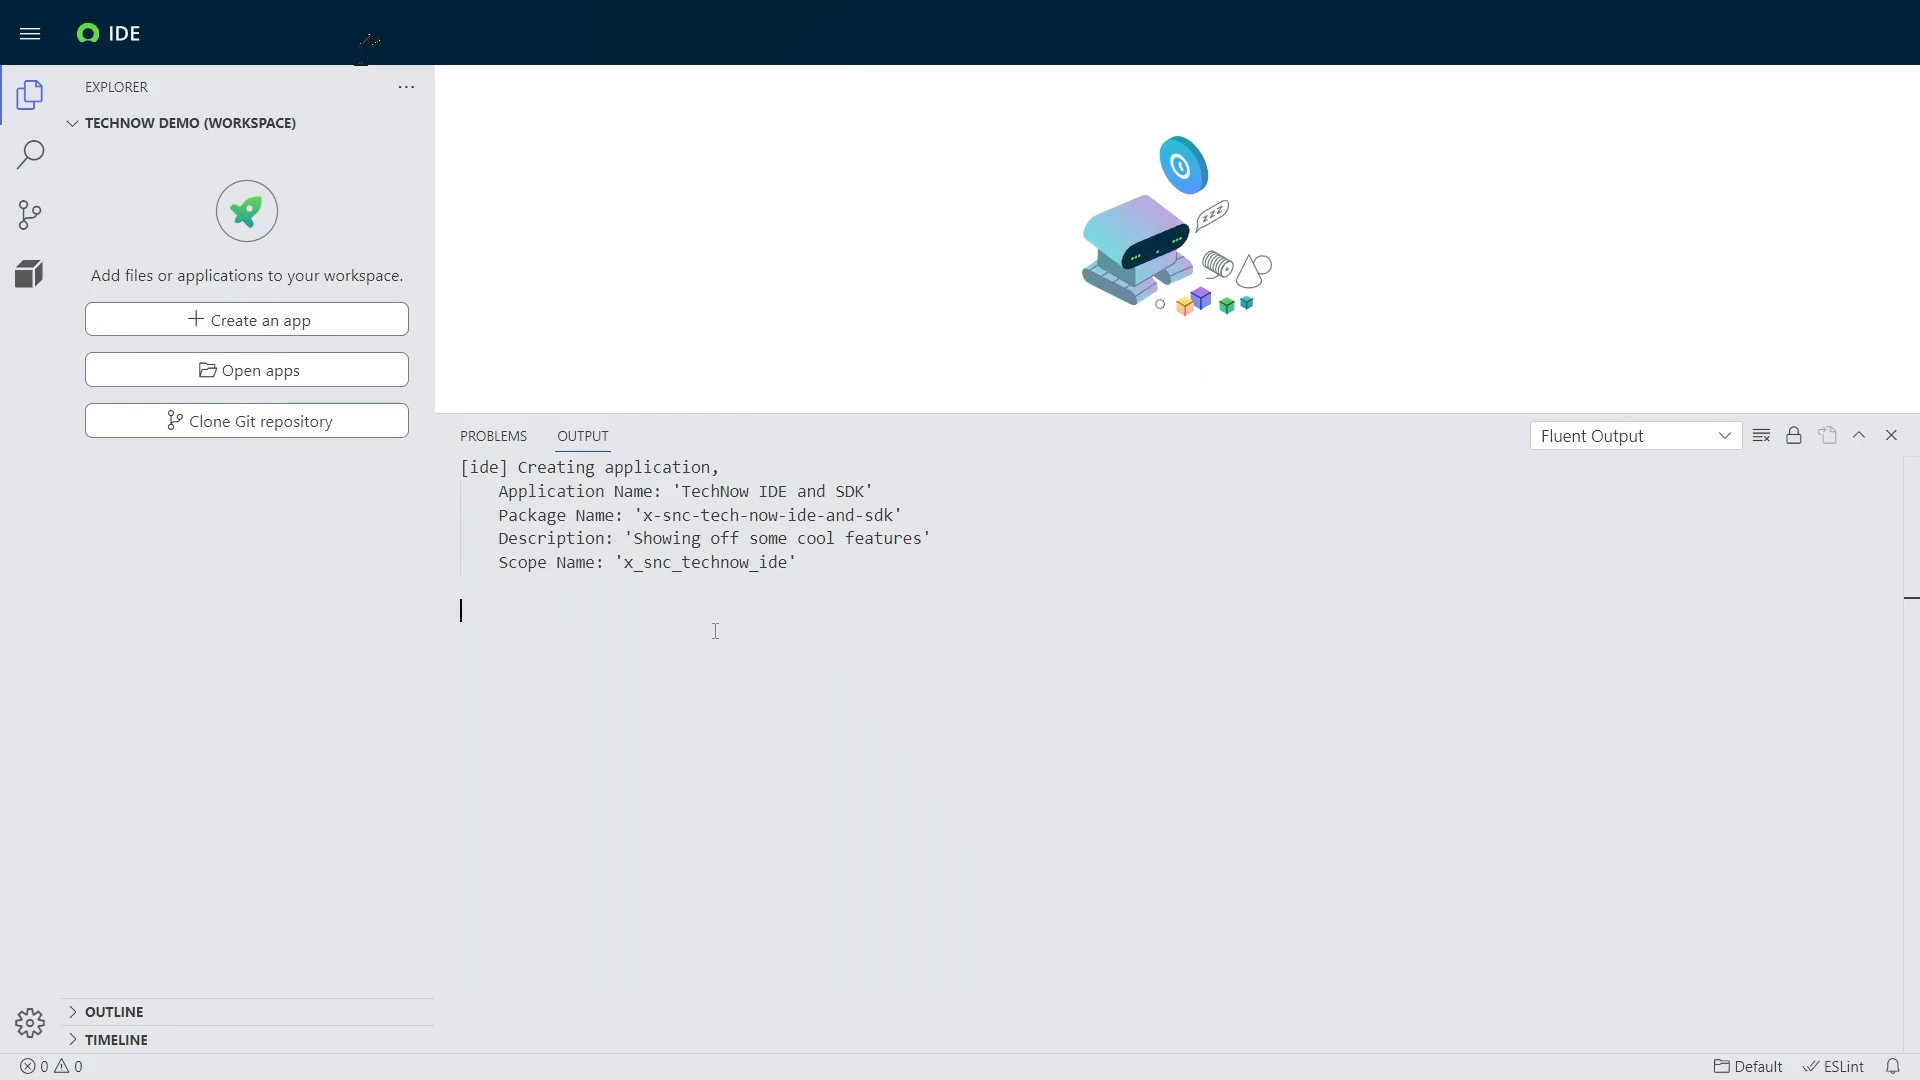 IDE
EXPLORER
TECHNOW DEMO (WORKSPACE)
Add files or applications to your workspace.
Create an app
Open apps
Clone Git repository
zzz
PROBLEMS OUTPUT Fluent Output
[ide] Creating application,
Application Name: 'TechNow IDE and SDK'
Package Name: 'x-snc-tech-now-ide-and-sdk'
Description: 'Showing off some cool features'
Scope Name: 'x_snc_technow_ide'
OUTLINE
TIMELINE
0 0 Default ESLint